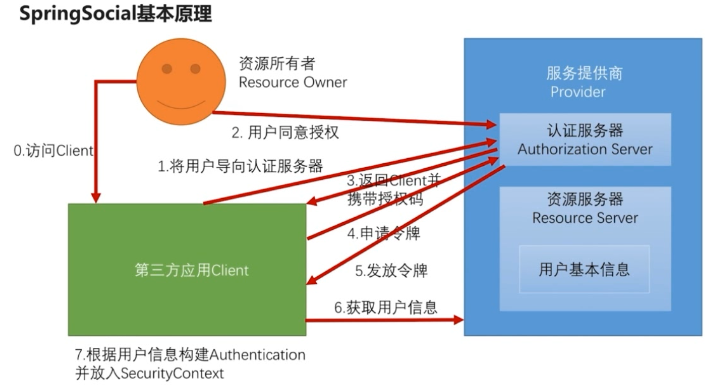 SpringSocial基本原理
资源所有者
Resource Owner
服务提供商
Provider
2. 用户同意授权
认证服务器
Authorization Server
0.访问Client
1.将用户导向认证服务器
3.返回Client并
携带授权码
资源服务器
Resource Server
4.申请令牌
第三方应用Client
5.发放令牌
用户基本信息
6.获取用户信息
7.根据用户信息构建Authentication
并放入SecurityContext